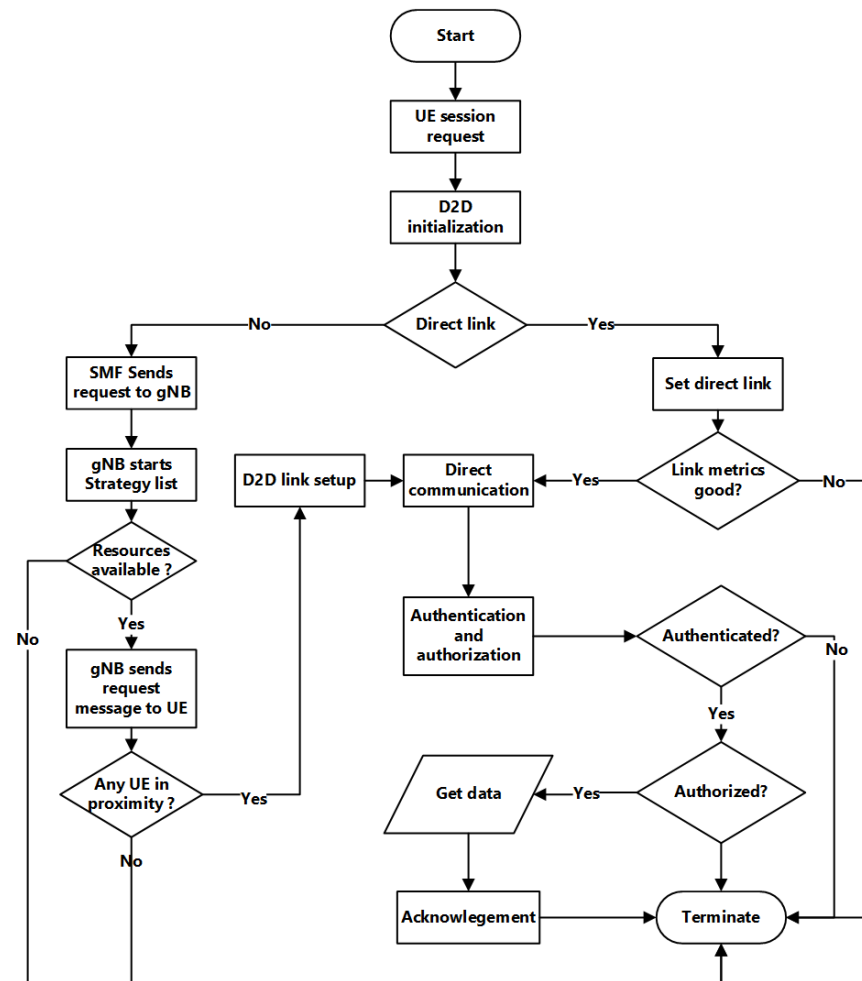 Start
UE session
request
D2D
initialization
Direct link
No
Yes
SMF Sends
request to gNB
Set direct link
gNB starts
Strategy list
D2D link setup
Direct
communication
Yes
Link metrics
good?
No
Resources
available ?
No
Yes
Authentication
and
authorization
Authenticated?
No
gNB sends
request
message to UE
Yes
Any UE in
proximity ?
Yes
Get data
Yes
Authorized?
No
Acknowlegement
Terminate